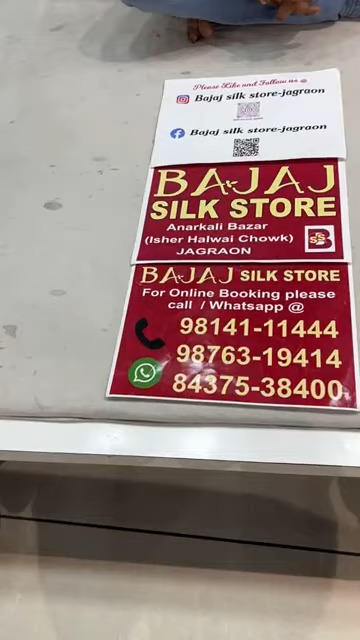 Please Like and Follow us @
Bajaj silk store-jagraon
Bajaj silk store-jagraon
BAJAJ
SILK STORE
Anarkali Bazar
(Isher Halwai Chowk)
JAGRAON
BAJAJ SILK STORE
For Online Booking please
call / Whatsapp @
98141-11444
98763-19414
84375-38400